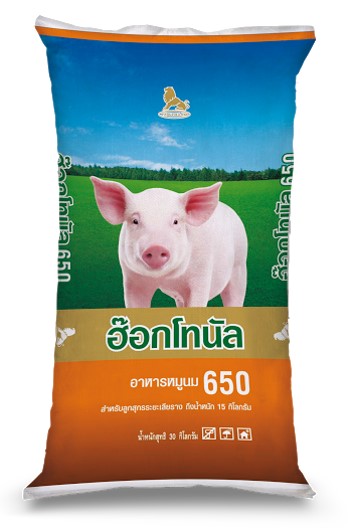 ฮ๊อกโทนัล 650
ฮ๊อกโทนัล 650
ฮ๊อกโทนัล
อาหารหมูนม 650
สำหรับลูกสุกรระยะเลียราง ถึงน้ำหนัก 15 กิโลกรัม
น้ำหนักสุทธิ 30 กิโลกรัม